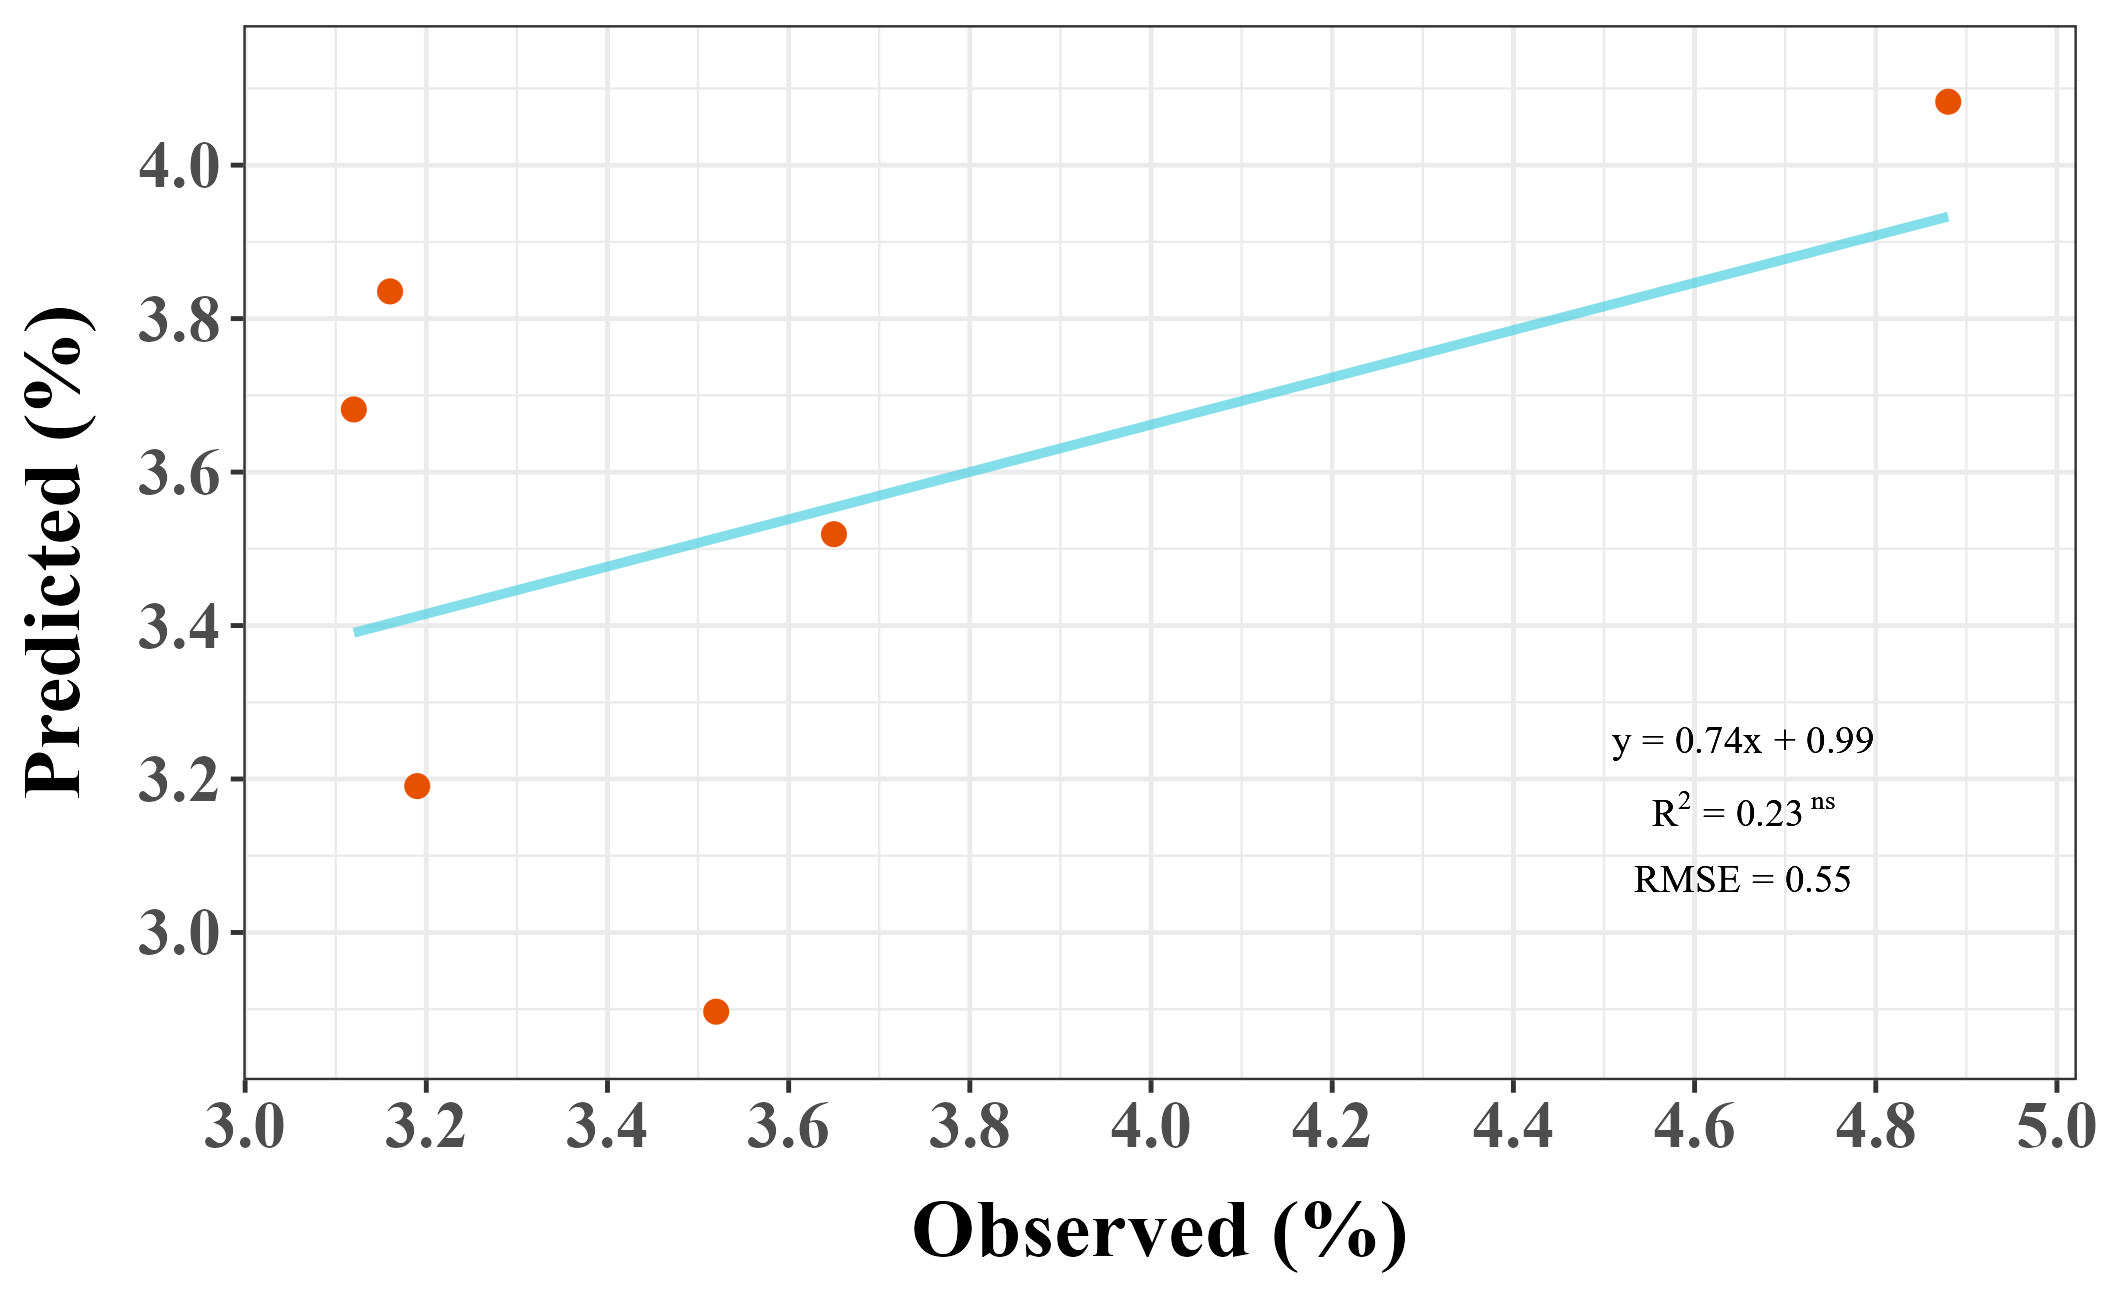 Predicted (%)
4.0
3.8
3.6
3.4
3.2
3.0
y = 0.74x + 0.99
R² = 0.23 ns
RMSE = 0.55
3.0 3.2 3.4 3.6 3.8 4.0 4.2 4.4 4.6 4.8 5.0
Observed (%)